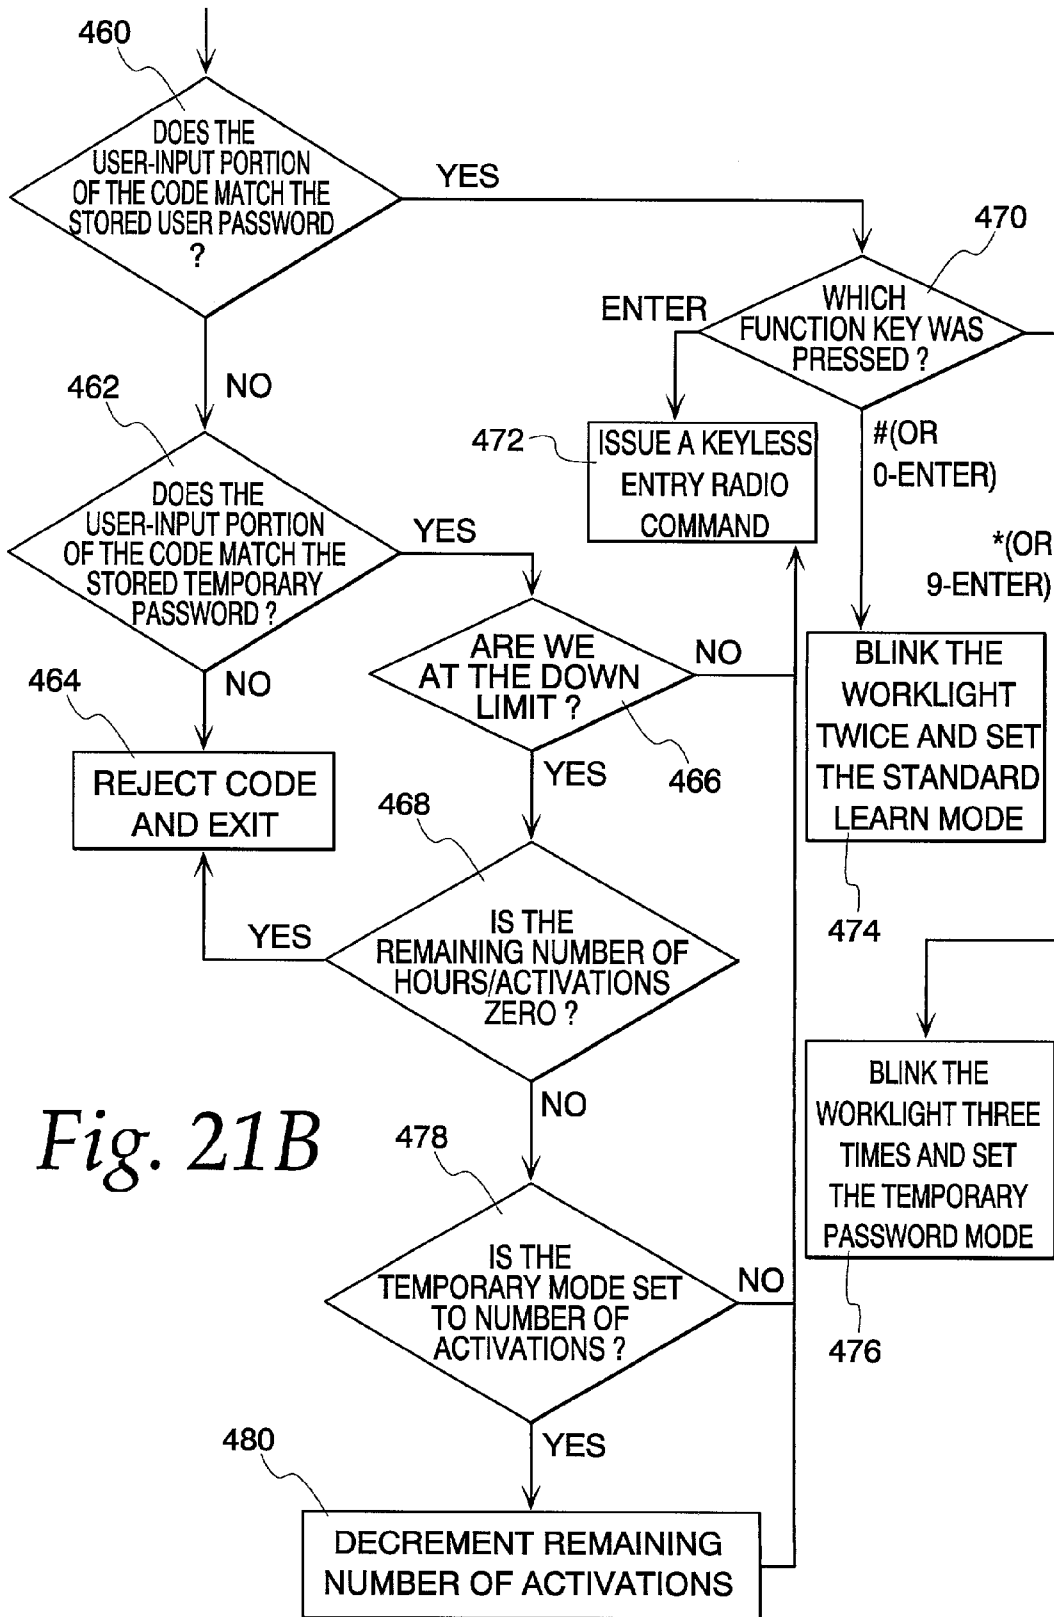 460
DOES THE
USER-INPUT PORTION
OF THE CODE MATCH THE
STORED USER PASSWORD
?
YES
NO
470
WHICH
FUNCTION KEY WAS
PRESSED ?
ENTER
#(OR
0-ENTER)
*(OR
9-ENTER)
472
ISSUE A KEYLESS
ENTRY RADIO
COMMAND
462
DOES THE
USER-INPUT PORTION
OF THE CODE MATCH THE
STORED TEMPORARY
PASSWORD ?
YES
NO
464
REJECT CODE
AND EXIT
ARE WE
AT THE DOWN
LIMIT ?
NO
466
YES
BLINK THE
WORKLIGHT
TWICE AND SET
THE STANDARD
LEARN MODE
474
468
IS THE
REMAINING NUMBER OF
HOURS/ACTIVATIONS
ZERO ?
YES
NO
BLINK THE
WORKLIGHT THREE
TIMES AND SET
THE TEMPORARY
PASSWORD MODE
476
Fig. 21B
478
IS THE
TEMPORARY MODE SET
TO NUMBER OF
ACTIVATIONS ?
NO
YES
480
DECREMENT REMAINING
NUMBER OF ACTIVATIONS